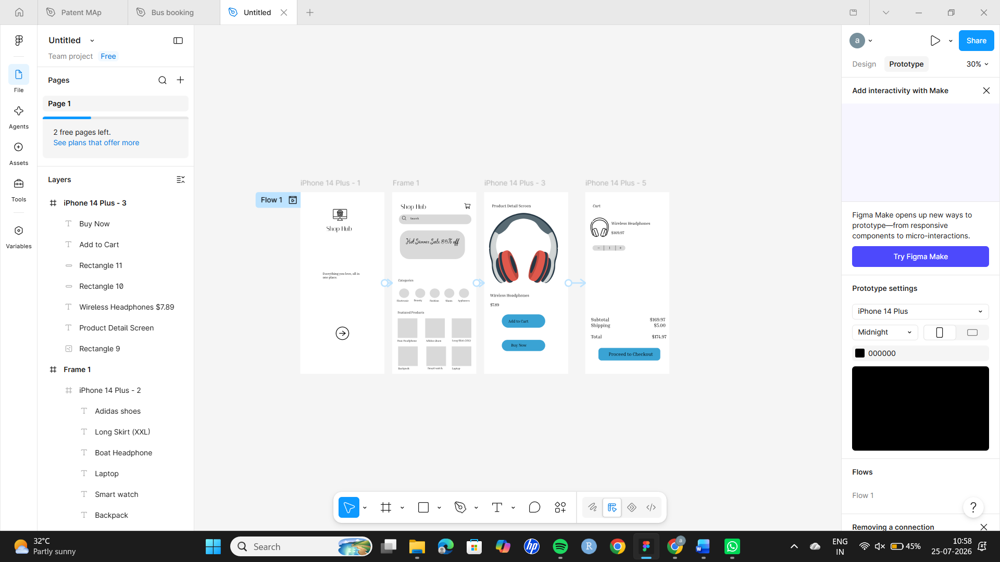 Patent MAp
Bus booking
Untitled
Untitled
Team project Free
Pages
Page 1
2 free pages left.
See plans that offer more
Layers
iPhone 14 Plus - 3
Buy Now
Add to Cart
Rectangle 11
Rectangle 10
Wireless Headphones $7.89
Product Detail Screen
Rectangle 9
Frame 1
iPhone 14 Plus - 2
Adidas shoes
Long Skirt (XXL)
Boat Headphone
Laptop
Smart watch
Backpack
File
Agents
Assets
Tools
Variables
Flow 1
iPhone 14 Plus - 1
Shop Hub
Everything you love, all in
one place.
Frame 1
Shop Hub
Search
Hot Summer Sale 80% off
Categories
Electronic Beauty Fashion Shoes Appliances
Featured Products
Boat Headphone Adidas shoes Long Skirt (XXL)
Backpack Smart watch Laptop
iPhone 14 Plus - 3
Product Detail Screen
Wireless Headphones
$7.89
Add to Cart
Buy Now
iPhone 14 Plus - 5
Cart
Wireless Headphones
$169.97
- 1 +
Subtotal $169.97
Shipping $5.00
Total $174.97
Proceed to Checkout
a
Share
Design Prototype 30%
Add interactivity with Make
Figma Make opens up new ways to
prototype—from responsive
components to micro-interactions.
Try Figma Make
Prototype settings
iPhone 14 Plus
Midnight
000000
Flows
Flow 1
?
Removing a connection
32°C
Partly sunny
Search
hp
R
a
W
ENG
IN
45%
10:58
25-07-2026